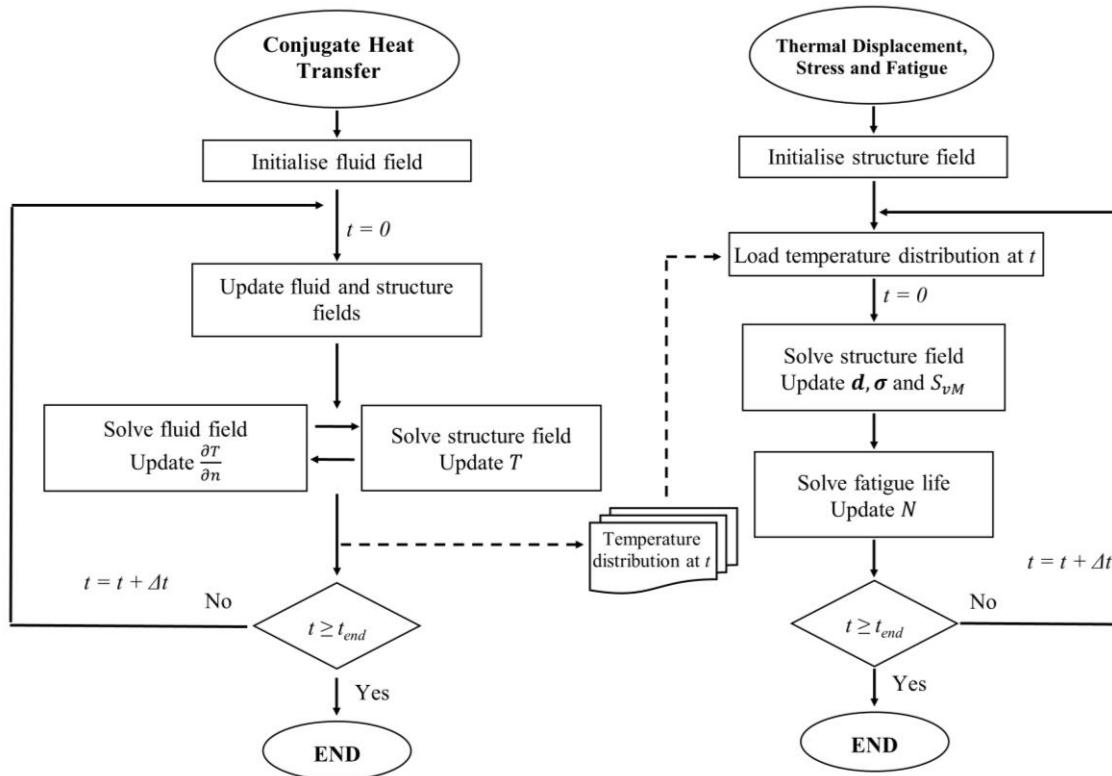 Conjugate Heat
Transfer
Initialise fluid field
t = 0
Update fluid and structure
fields
Solve fluid field
Update ∂T/∂n
Solve structure field
Update T
Temperature
distribution at t
t = t + Δt
No
t ≥ t_end
Yes
END
Thermal Displacement,
Stress and Fatigue
Initialise structure field
Load temperature distribution at t
t = 0
Solve structure field
Update d, σ and S_vM
Solve fatigue life
Update N
t = t + Δt
No
t ≥ t_end
Yes
END